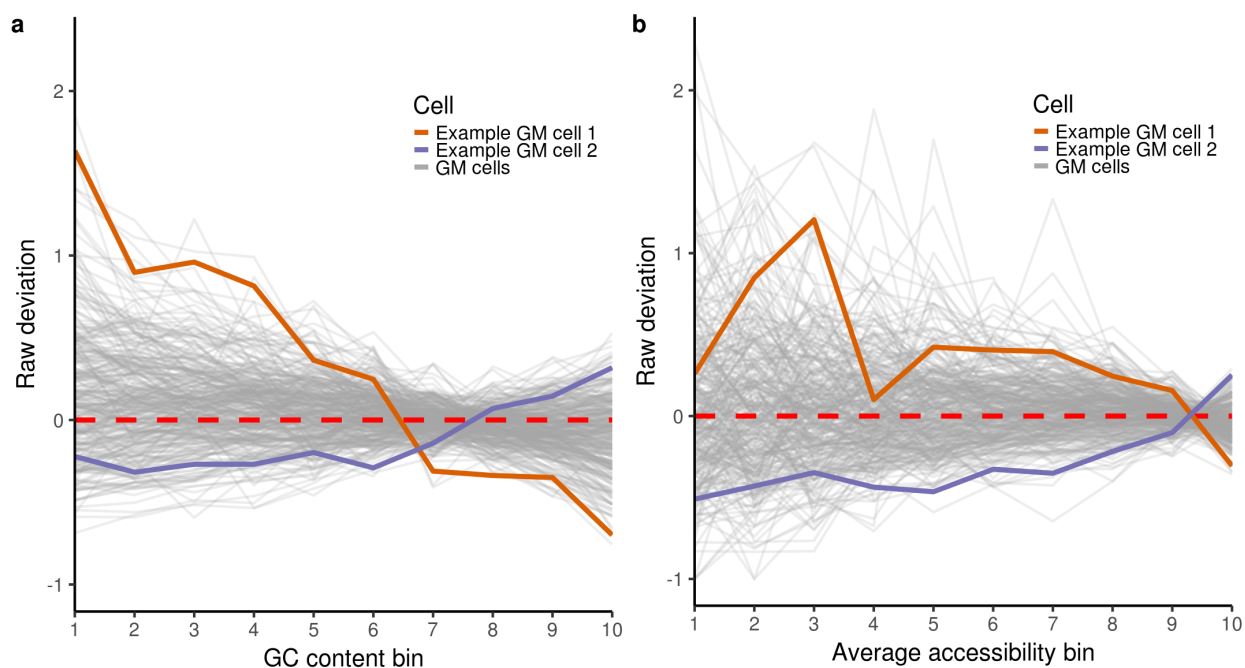 a
Raw deviation
2
1
0
-1
Cell
Example GM cell 1
Example GM cell 2
GM cells
1 2 3 4 5 6 7 8 9 10
GC content bin
b
Raw deviation
2
1
0
-1
Cell
Example GM cell 1
Example GM cell 2
GM cells
1 2 3 4 5 6 7 8 9 10
Average accessibility bin